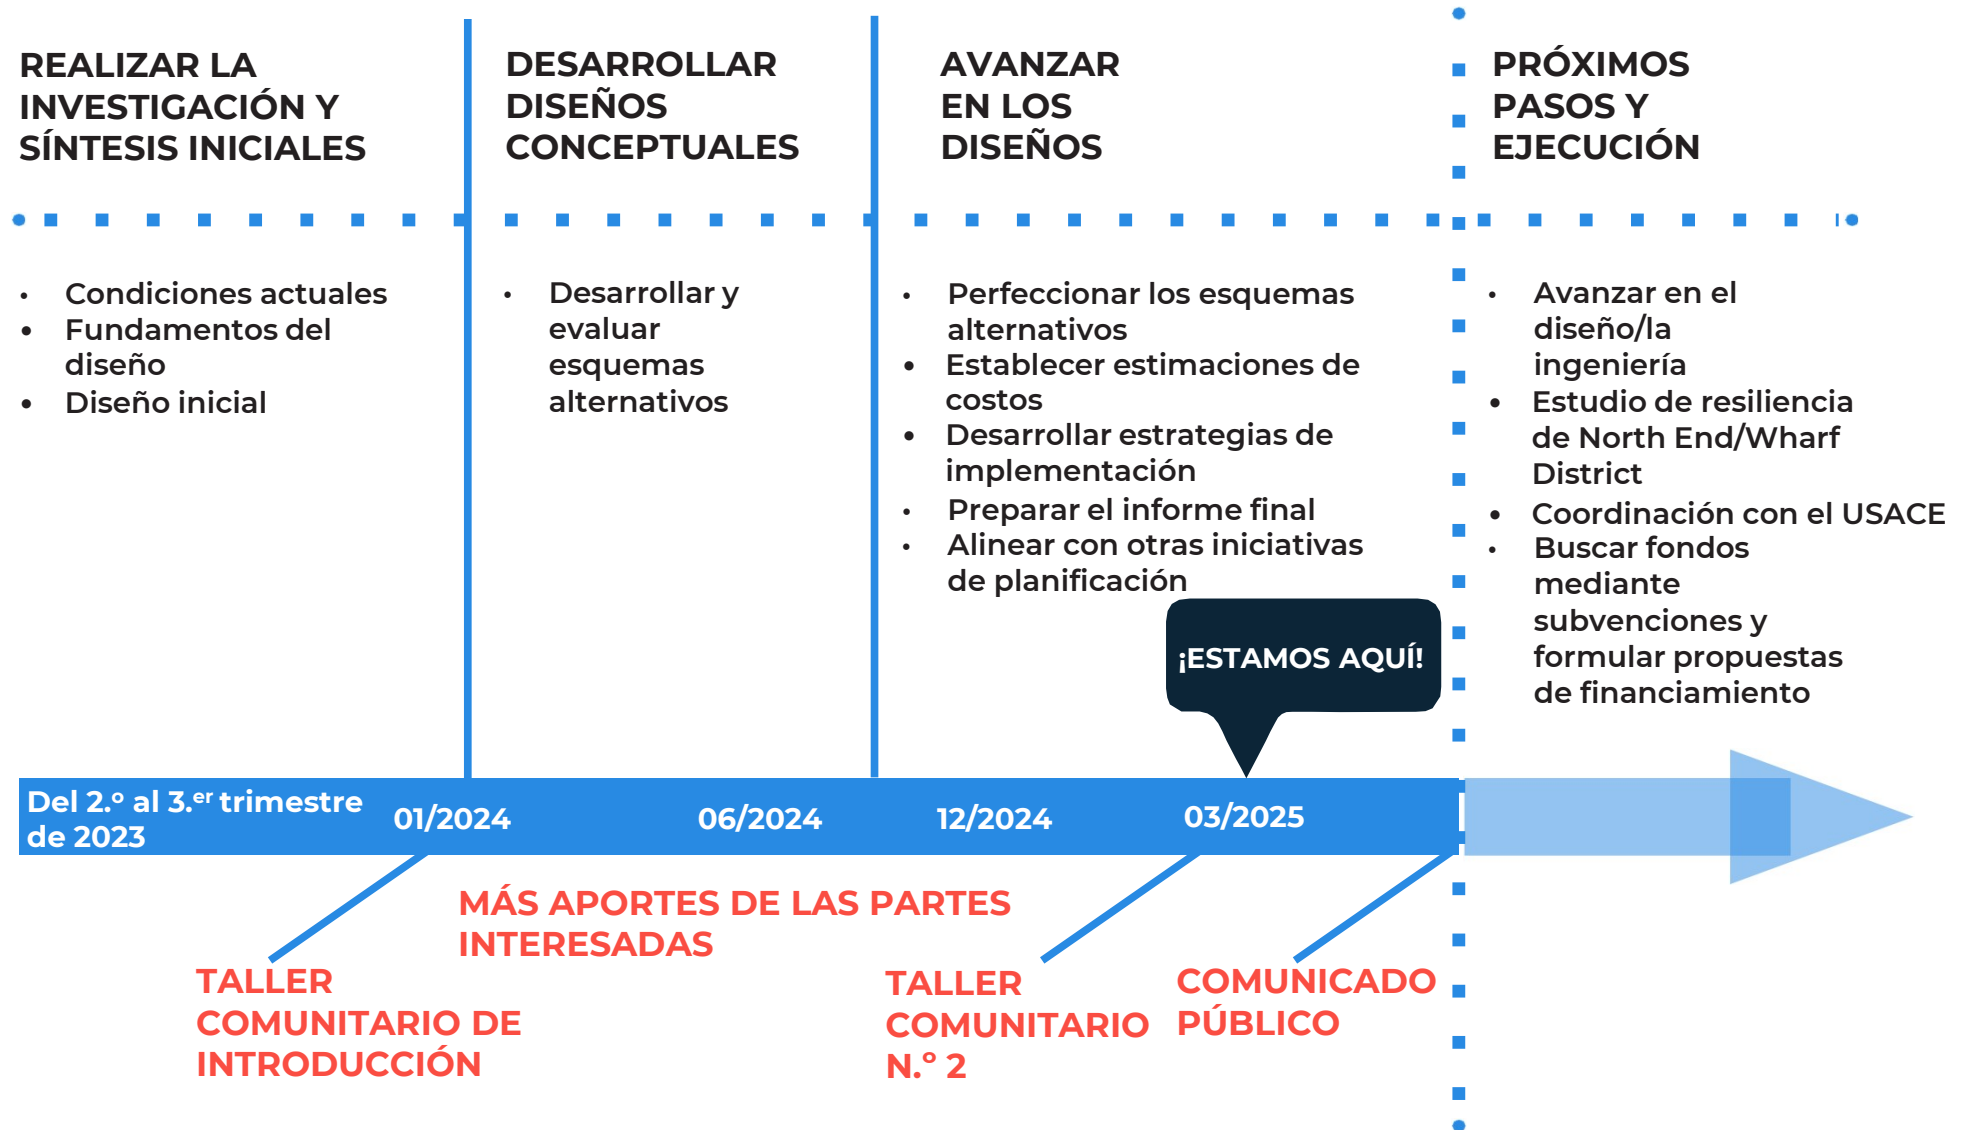 REALIZAR LA
INVESTIGACIÓN Y
SÍNTESIS INICIALES
DESARROLLAR
DISEÑOS
CONCEPTUALES
AVANZAR
EN LOS
DISEÑOS
PRÓXIMOS
PASOS Y
EJECUCIÓN
• Condiciones actuales
• Fundamentos del
diseño
• Diseño inicial
• Desarrollar y
evaluar
esquemas
alternativos
• Perfeccionar los esquemas
alternativos
• Establecer estimaciones de
costos
• Desarrollar estrategias de
implementación
• Preparar el informe final
• Alinear con otras iniciativas
de planificación
• Avanzar en el
diseño/la
ingeniería
• Estudio de resiliencia
de North End/Wharf
District
• Coordinación con el USACE
• Buscar fondos
mediante
subvenciones y
formular propuestas
de financiamiento
¡ESTAMOS AQUÍ!
Del 2.º al 3.er trimestre
de 2023
01/2024
06/2024
12/2024
03/2025
MÁS APORTES DE LAS PARTES
INTERESADAS
TALLER
COMUNITARIO DE
INTRODUCCIÓN
TALLER
COMUNITARIO
N.º 2
COMUNICADO
PÚBLICO